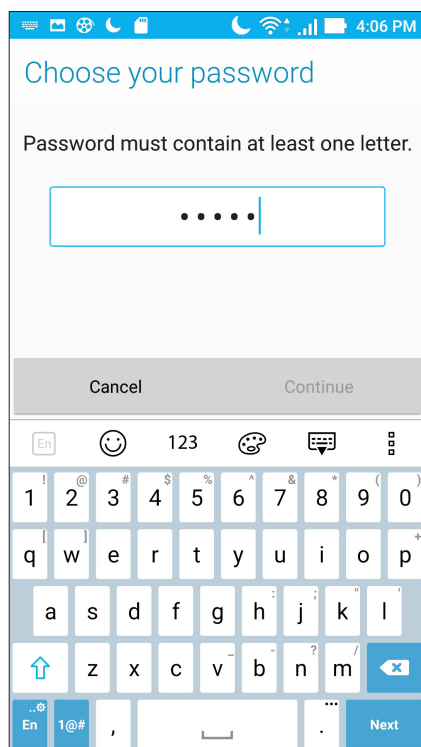 4:06 PM
Choose your password
Password must contain at least one letter.
•••••
Cancel Continue
En 123
! @ # $ % ^ & * ( )
1 2 3 4 5 6 7 8 9 0
[ ] +
q w e r t y u i o p
: ; " '
a s d f g h j k l
_ - ? /
z x c v b n m
En 1@# , . ... Next